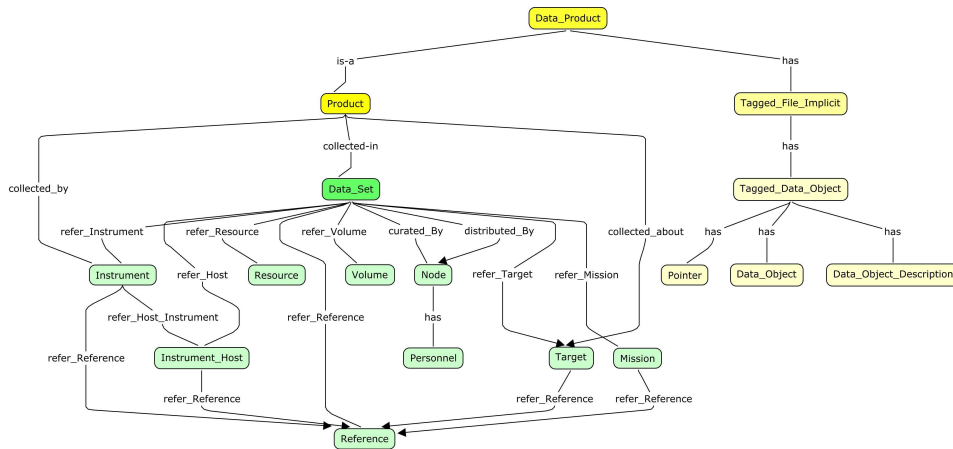 Data_Product
is-a
has
Product
Tagged_File_Implicit
collected-in
has
collected_by
Data_Set
Tagged_Data_Object
refer_Instrument
refer_Resource
refer_Volume
curated_By
distributed_By
collected_about
has
has
has
Instrument
refer_Host
Resource
Volume
Node
refer_Target
refer_Mission
Pointer
Data_Object
Data_Object_Description
refer_Host_Instrument
refer_Reference
has
refer_Reference
Instrument_Host
Personnel
Target
Mission
refer_Reference
refer_Reference
refer_Reference
Reference